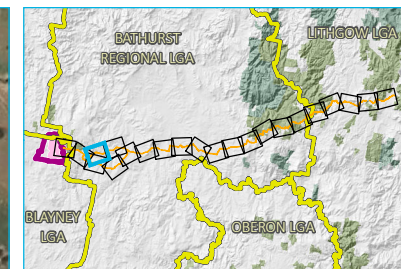 BATHURST
REGIONAL LGA
LITHGOW LGA
BLAYNEY
LGA
OBERON LGA